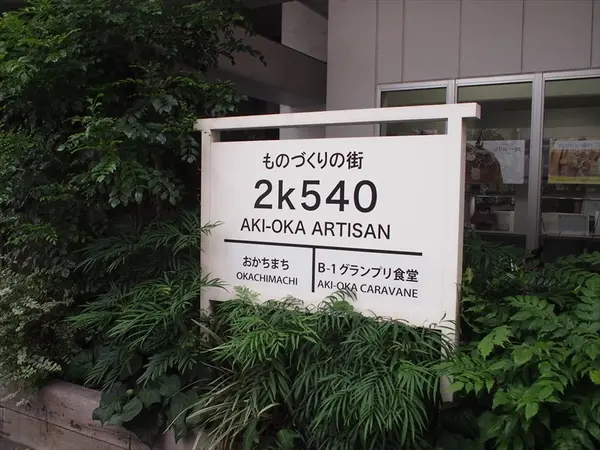 ものづくりの街
2k540
AKI-OKA ARTISAN
おかちまち
OKACHIMACHI
B-1グランプリ食堂
AKI-OKA CARAVANE